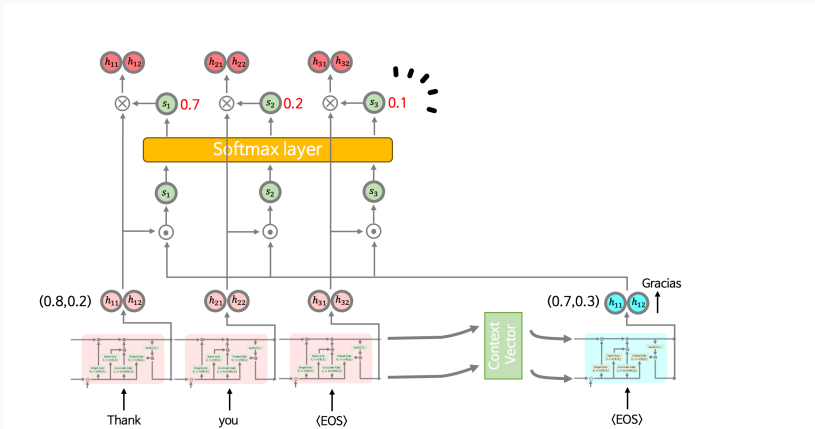 h₁₁ h₁₂ h₂₁ h₂₂ h₃₁ h₃₂
s₁ 0.7 s₂ 0.2 s₃ 0.1
Softmax layer
s₁ s₂ s₃
Gracias
(0.8,0.2) h₁₁ h₁₂ h₂₁ h₂₂ h₃₁ h₃₂ (0.7,0.3) h₁₁ h₁₂
Context
Vector
Thank you ⟨EOS⟩ ⟨EOS⟩